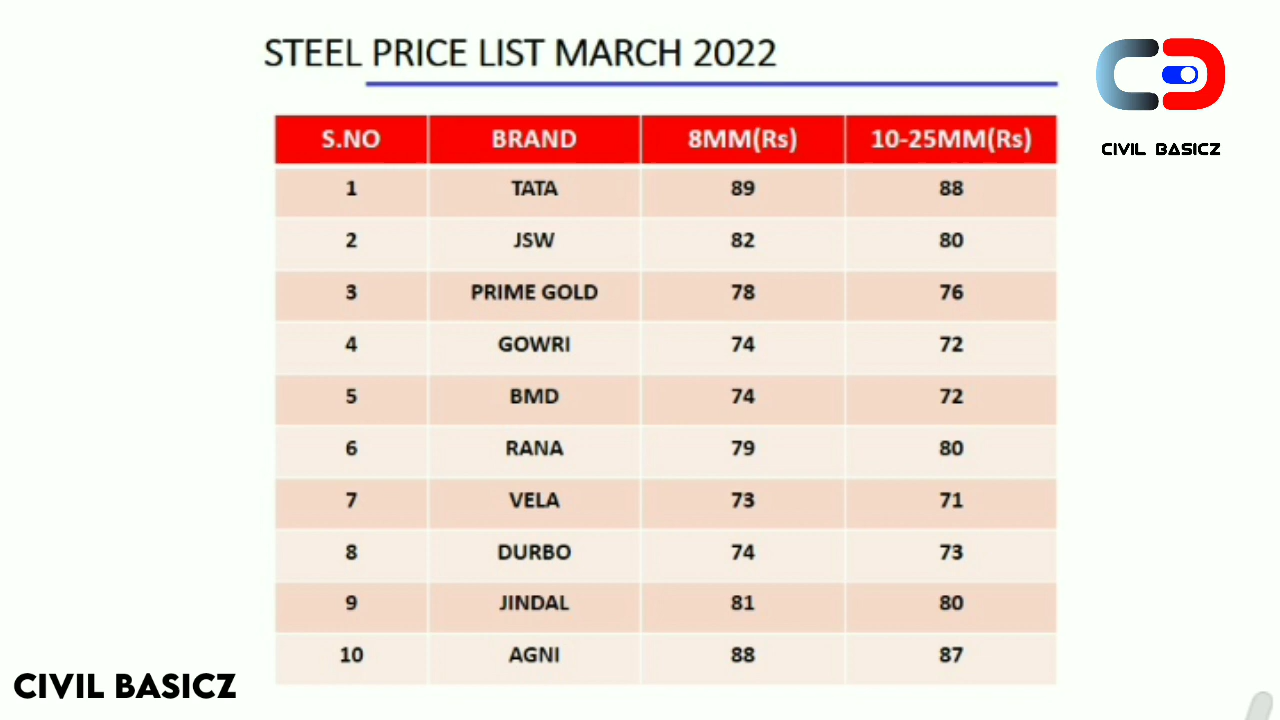 STEEL PRICE LIST MARCH 2022
CIVIL BASICZ
S.NO BRAND 8MM(Rs) 10-25MM(Rs)
1 TATA 89 88
2 JSW 82 80
3 PRIME GOLD 78 76
4 GOWRI 74 72
5 BMD 74 72
6 RANA 79 80
7 VELA 73 71
8 DURBO 74 73
9 JINDAL 81 80
10 AGNI 88 87
CIVIL BASICZ